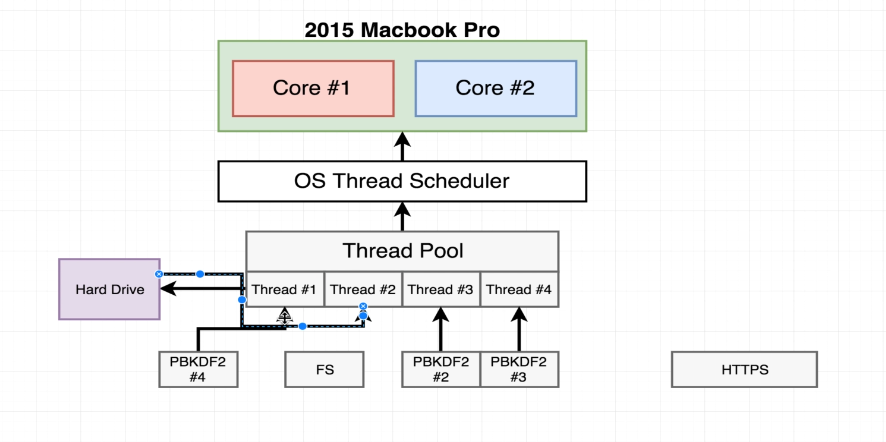 2015 Macbook Pro
Core #1
Core #2
OS Thread Scheduler
Thread Pool
Thread #1
Thread #2
Thread #3
Thread #4
Hard Drive
PBKDF2
#4
FS
PBKDF2
#2
PBKDF2
#3
HTTPS